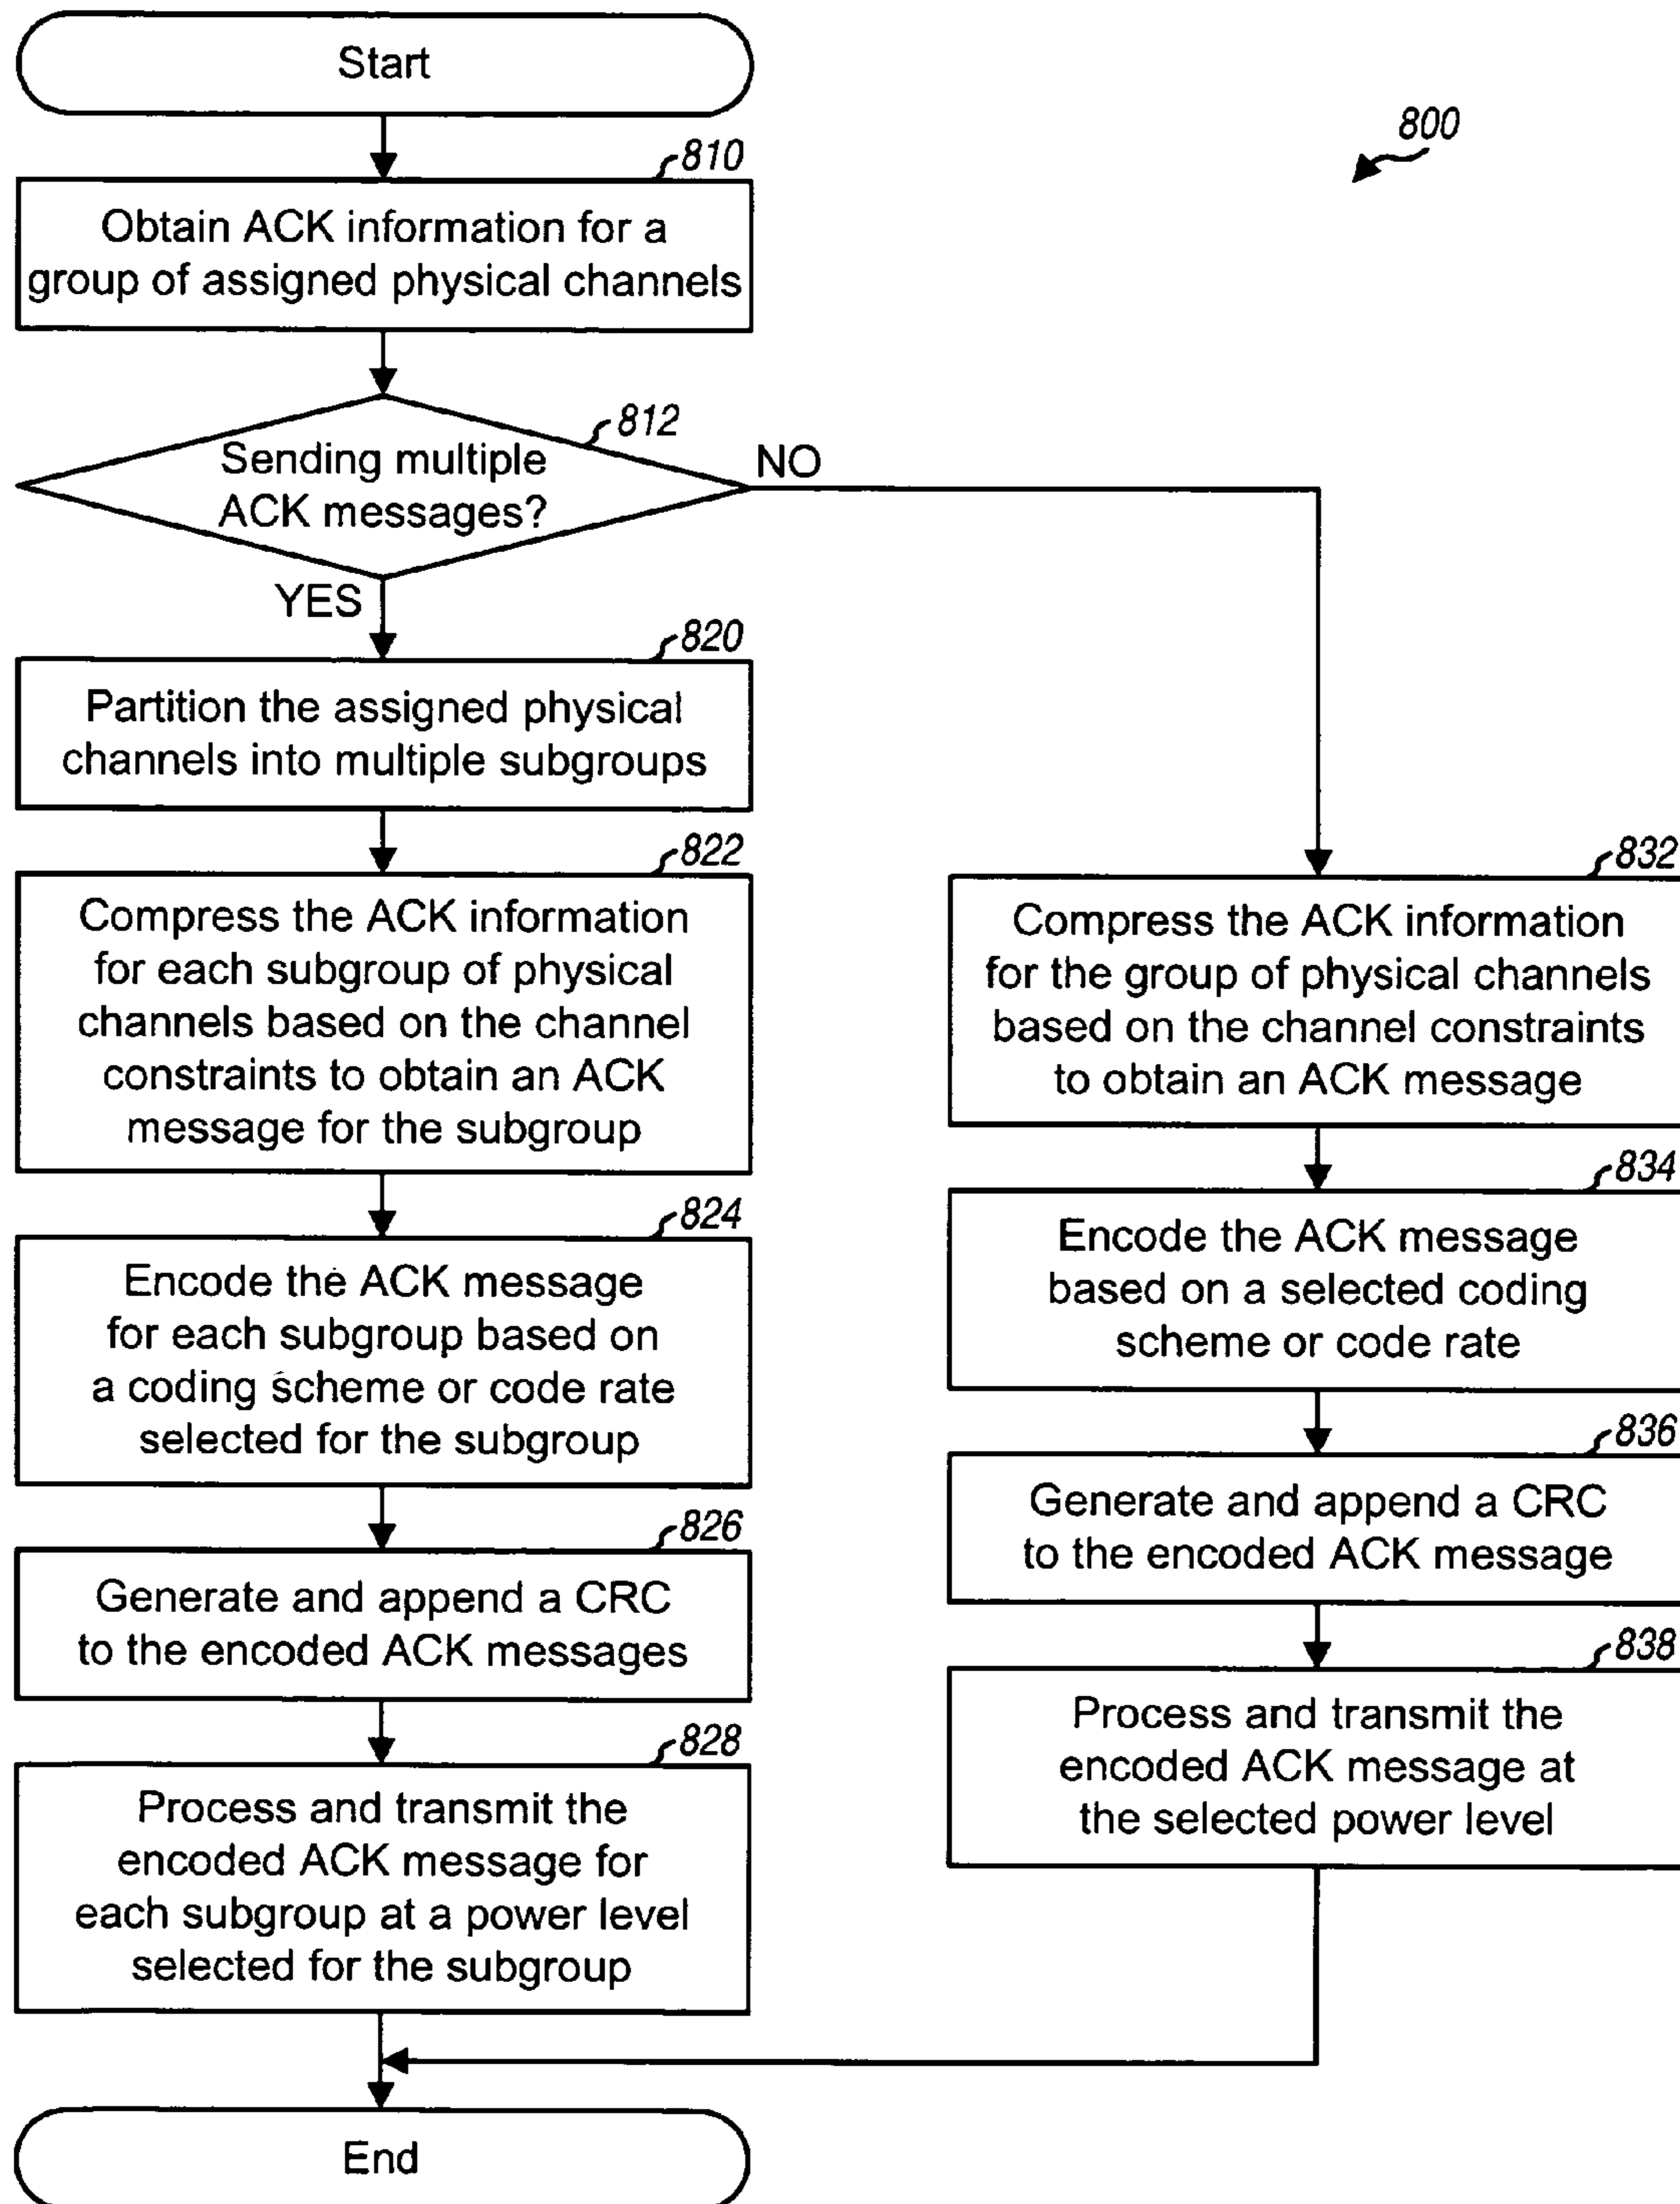 Start
800
810
Obtain ACK information for a
group of assigned physical channels
812
Sending multiple
ACK messages?
NO
YES
820
Partition the assigned physical
channels into multiple subgroups
822
Compress the ACK information
for each subgroup of physical
channels based on the channel
constraints to obtain an ACK
message for the subgroup
824
Encode the ACK message
for each subgroup based on
a coding scheme or code rate
selected for the subgroup
826
Generate and append a CRC
to the encoded ACK messages
828
Process and transmit the
encoded ACK message for
each subgroup at a power level
selected for the subgroup
832
Compress the ACK information
for the group of physical channels
based on the channel constraints
to obtain an ACK message
834
Encode the ACK message
based on a selected coding
scheme or code rate
836
Generate and append a CRC
to the encoded ACK message
838
Process and transmit the
encoded ACK message at
the selected power level
End